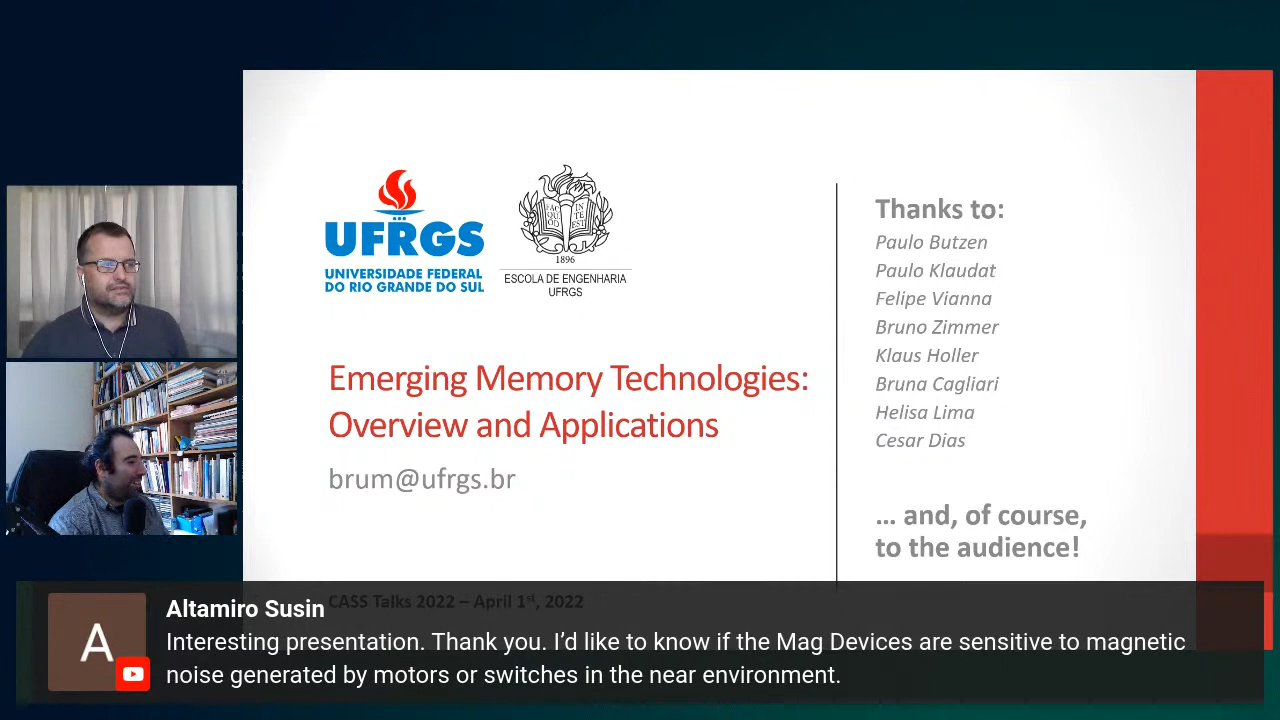 UFRGS
UNIVERSIDADE FEDERAL
DO RIO GRANDE DO SUL
1896
ESCOLA DE ENGENHARIA
UFRGS
Emerging Memory Technologies:
Overview and Applications
brum@ufrgs.br
Thanks to:
Paulo Butzen
Paulo Klaudat
Felipe Vianna
Bruno Zimmer
Klaus Holler
Bruna Cagliari
Helisa Lima
Cesar Dias
... and, of course,
to the audience!
CASS Talks 2022 – April 1st, 2022
A
Altamiro Susin
Interesting presentation. Thank you. I’d like to know if the Mag Devices are sensitive to magnetic
noise generated by motors or switches in the near environment.